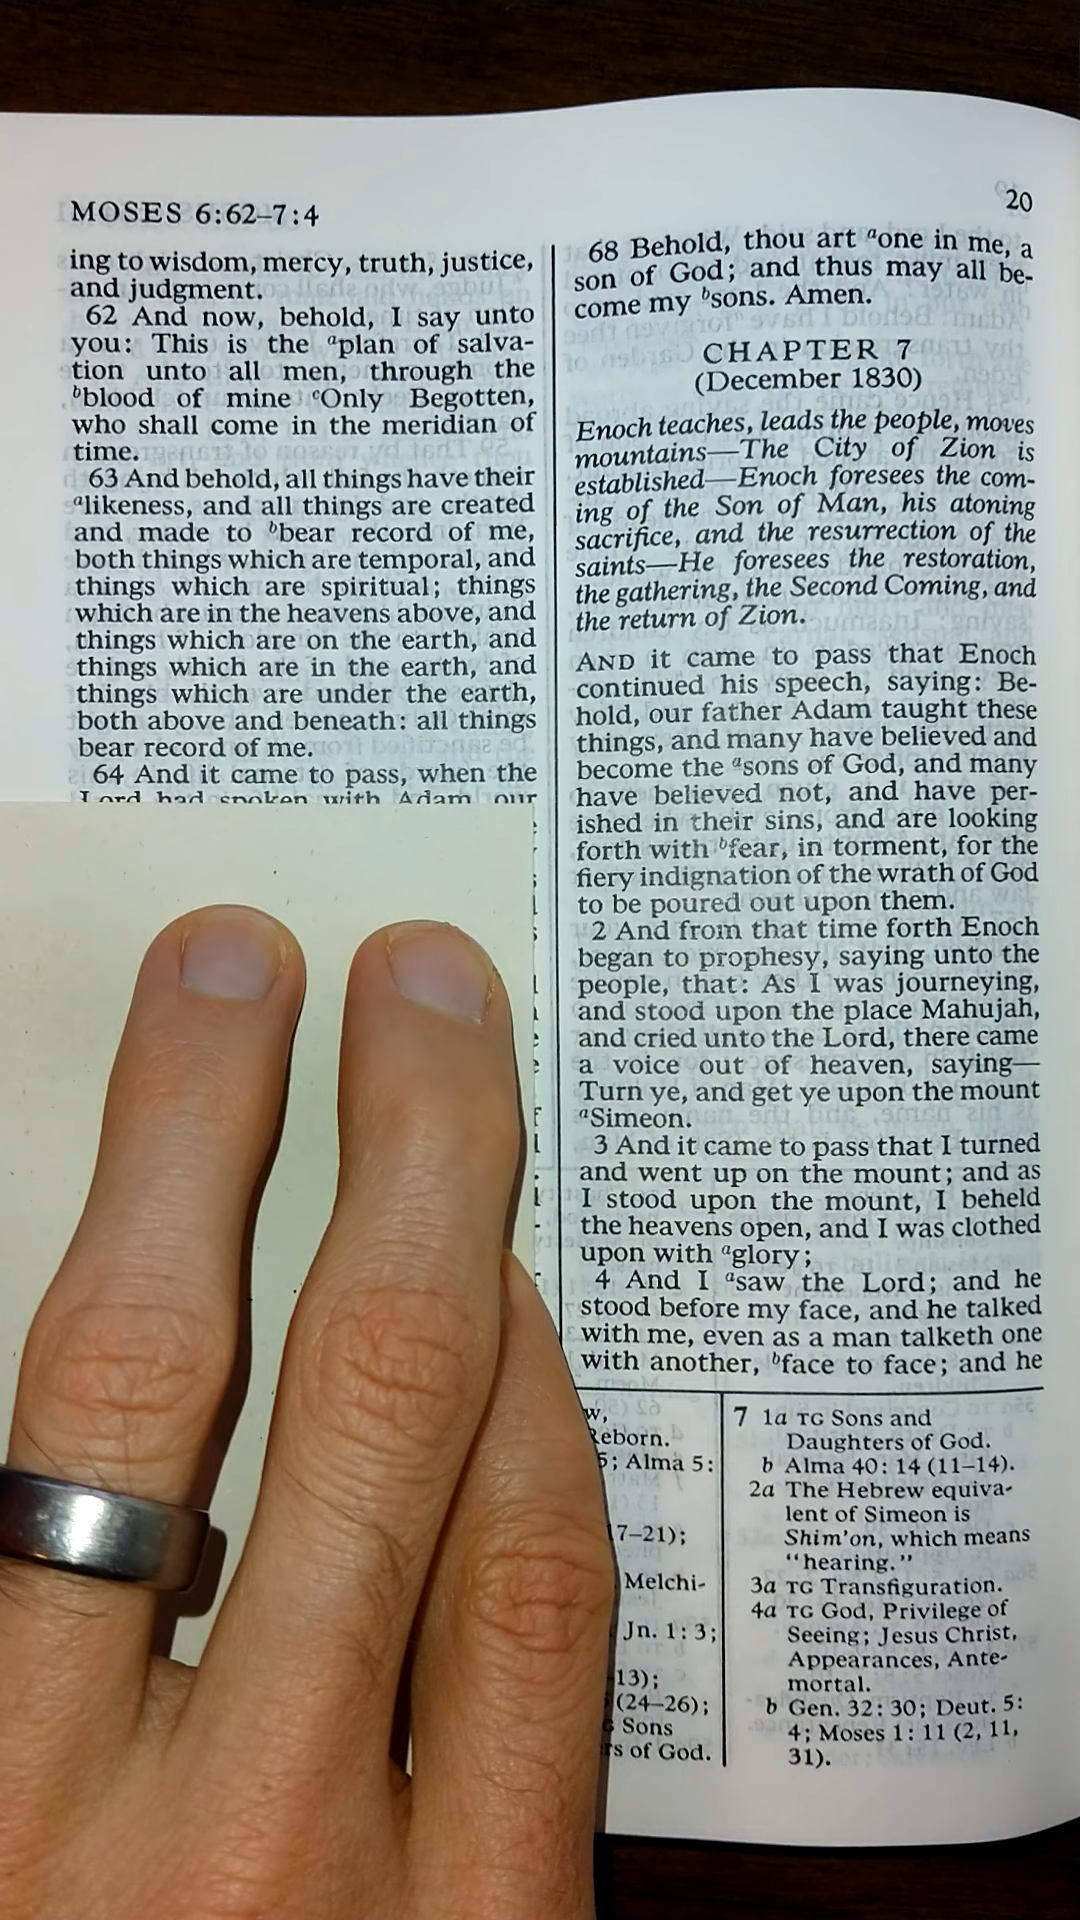 MOSES 6:62–7:4
20
ing to wisdom, mercy, truth, justice,
and judgment.
62 And now, behold, I say unto
you: This is the ᵃplan of salva-
tion unto all men, through the
ᵇblood of mine ᶜOnly Begotten,
who shall come in the meridian of
time.
63 And behold, all things have their
ᵃlikeness, and all things are created
and made to ᵇbear record of me,
both things which are temporal, and
things which are spiritual; things
which are in the heavens above, and
things which are on the earth, and
things which are in the earth, and
things which are under the earth,
both above and beneath: all things
bear record of me.
64 And it came to pass, when the
Lord had spoken with Adam, our
68 Behold, thou art ᵃone in me, a
son of God; and thus may all be-
come my ᵇsons. Amen.
CHAPTER 7
(December 1830)
Enoch teaches, leads the people, moves
mountains—The City of Zion is
established—Enoch foresees the com-
ing of the Son of Man, his atoning
sacrifice, and the resurrection of the
saints—He foresees the restoration,
the gathering, the Second Coming, and
the return of Zion.
AND it came to pass that Enoch
continued his speech, saying: Be-
hold, our father Adam taught these
things, and many have believed and
become the ᵃsons of God, and many
have believed not, and have per-
ished in their sins, and are looking
forth with ᵇfear, in torment, for the
fiery indignation of the wrath of God
to be poured out upon them.
2 And from that time forth Enoch
began to prophesy, saying unto the
people, that: As I was journeying,
and stood upon the place Mahujah,
and cried unto the Lord, there came
a voice out of heaven, saying—
Turn ye, and get ye upon the mount
ᵃSimeon.
3 And it came to pass that I turned
and went up on the mount; and as
I stood upon the mount, I beheld
the heavens open, and I was clothed
upon with ᵃglory;
4 And I ᵃsaw the Lord; and he
stood before my face, and he talked
with me, even as a man talketh one
with another, ᵇface to face; and he
w,
Reborn.
5; Alma 5:
17–21);
Melchi-
Jn. 1: 3;
13);
(24–26);
Sons
of God.
7 1a TG Sons and
Daughters of God.
b Alma 40: 14 (11–14).
2a The Hebrew equiva-
lent of Simeon is
Shim'on, which means
“hearing.”
3a TG Transfiguration.
4a TG God, Privilege of
Seeing; Jesus Christ,
Appearances, Ante-
mortal.
b Gen. 32: 30; Deut. 5:
4; Moses 1: 11 (2, 11,
31).